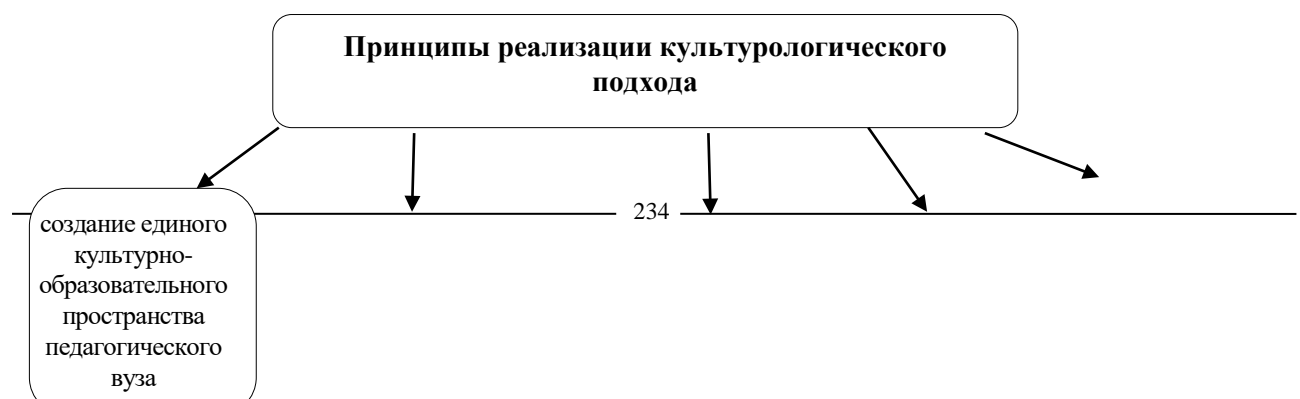 Принципы реализации культурологического
подхода
234
создание единого
культурно-
образовательного
пространства
педагогического
вуза